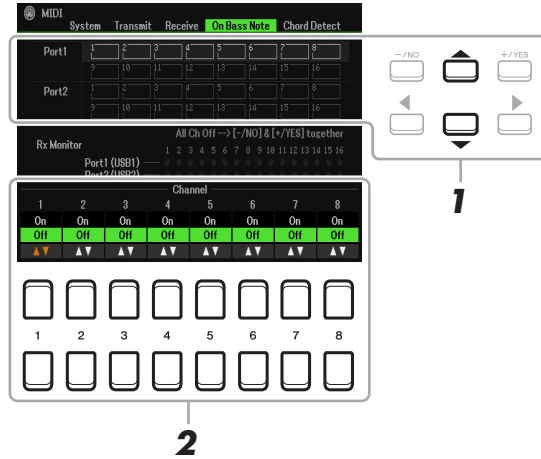 MIDI
System Transmit Receive On Bass Note Chord Detect
Port1 1 2 3 4 5 6 7 8
9 10 11 12 13 14 15 16
Port2 1 2 3 4 5 6 7 8
9 10 11 12 13 14 15 16
-/NO +/YES
All Ch Off -->[-/NO]&[+/YES] together
Rx Monitor 1 2 3 4 5 6 7 8 9 10 11 12 13 14 15 16
Port1 (USB1)
Port2 (USB2)
1
Channel
1 2 3 4 5 6 7 8
On On On On On On On On
Off Off Off Off Off Off Off Off
1 2 3 4 5 6 7 8
2